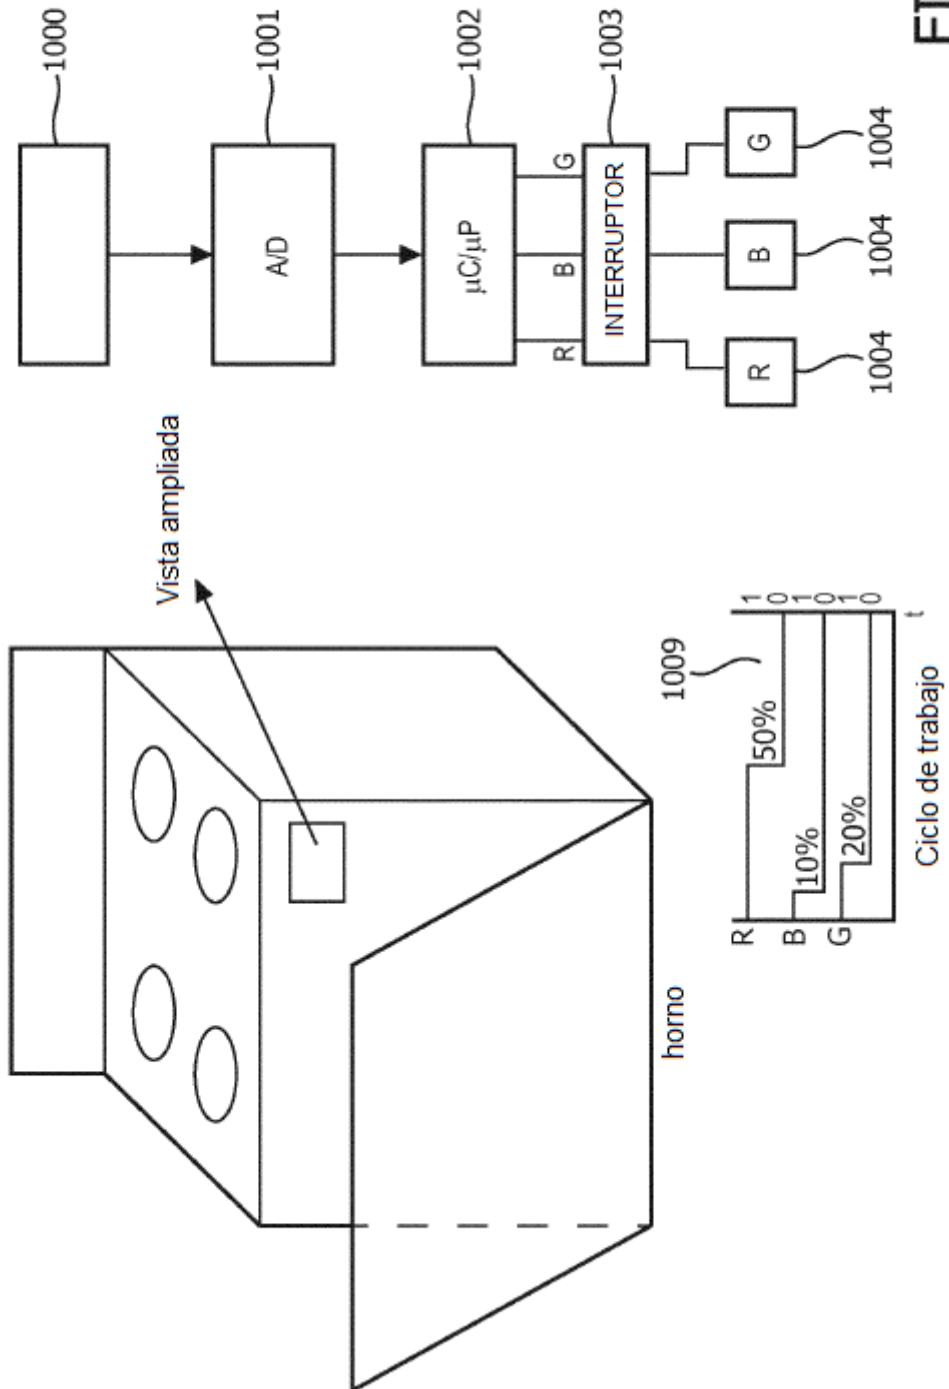 1000
1001
A/D
1002
μC/μP
R B G
1003
INTERRUPTOR
R B G
1004 1004 1004
Vista ampliada
horno
1009
R 50% 1
0
B 10% 1
0
G 20% 1
0
t
Ciclo de trabajo